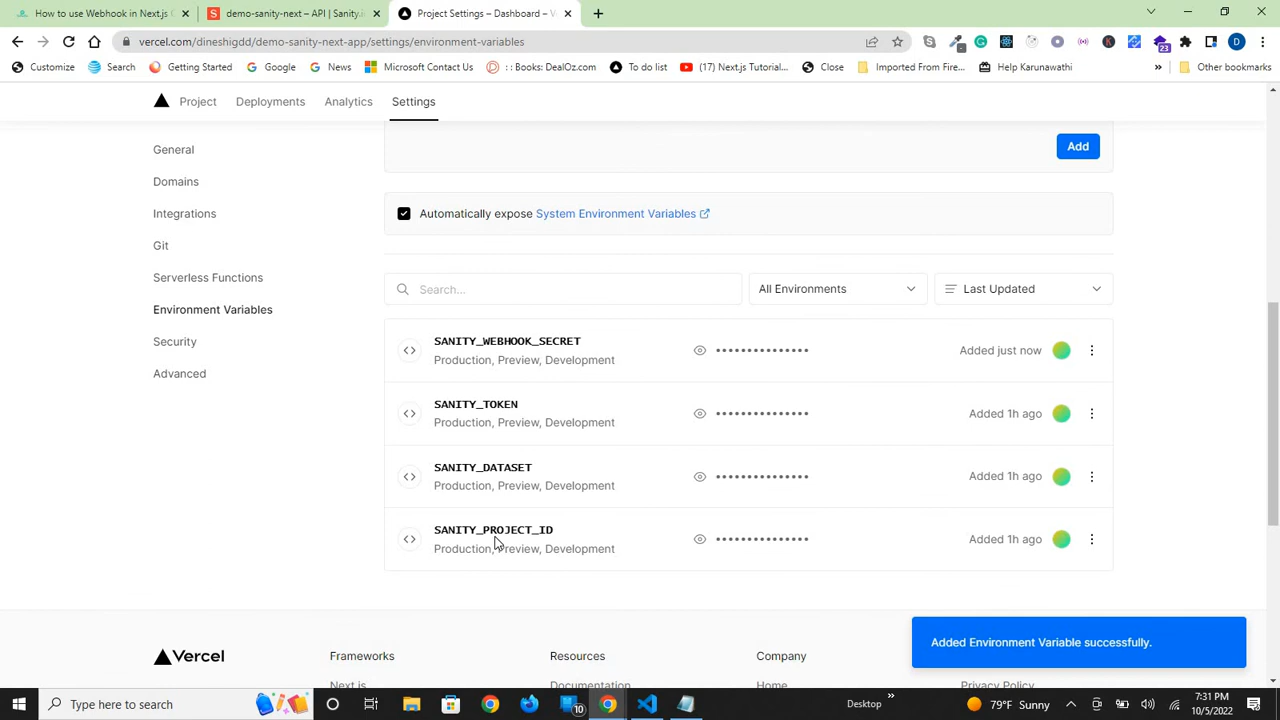 How to use Webhook in Next.js C
demo-sanity-next – API | Sanity.i
Project Settings – Dashboard – V
vercel.com/dineshigdd/demo-sanity-next-app/settings/environment-variables
Customize
Search
Getting Started
Google
News
Microsoft Contact Us
: : Books: DealOz.com
To do list
(17) Next.js Tutorial...
Close
Imported From Fire...
Help Karunawathi
»
Other bookmarks
23
D
Project
Deployments
Analytics
Settings
General
Domains
Integrations
Git
Serverless Functions
Environment Variables
Security
Advanced
Add
Automatically expose System Environment Variables
Search...
All Environments
Last Updated
SANITY_WEBHOOK_SECRET
Production, Preview, Development
Added just now
SANITY_TOKEN
Production, Preview, Development
Added 1h ago
SANITY_DATASET
Production, Preview, Development
Added 1h ago
SANITY_PROJECT_ID
Production, Preview, Development
Added 1h ago
Added Environment Variable successfully.
Vercel
Frameworks
Resources
Company
Next.js
Documentation
Home
Privacy Policy
Type here to search
10
Desktop
»
79°F Sunny
7:31 PM
10/5/2022